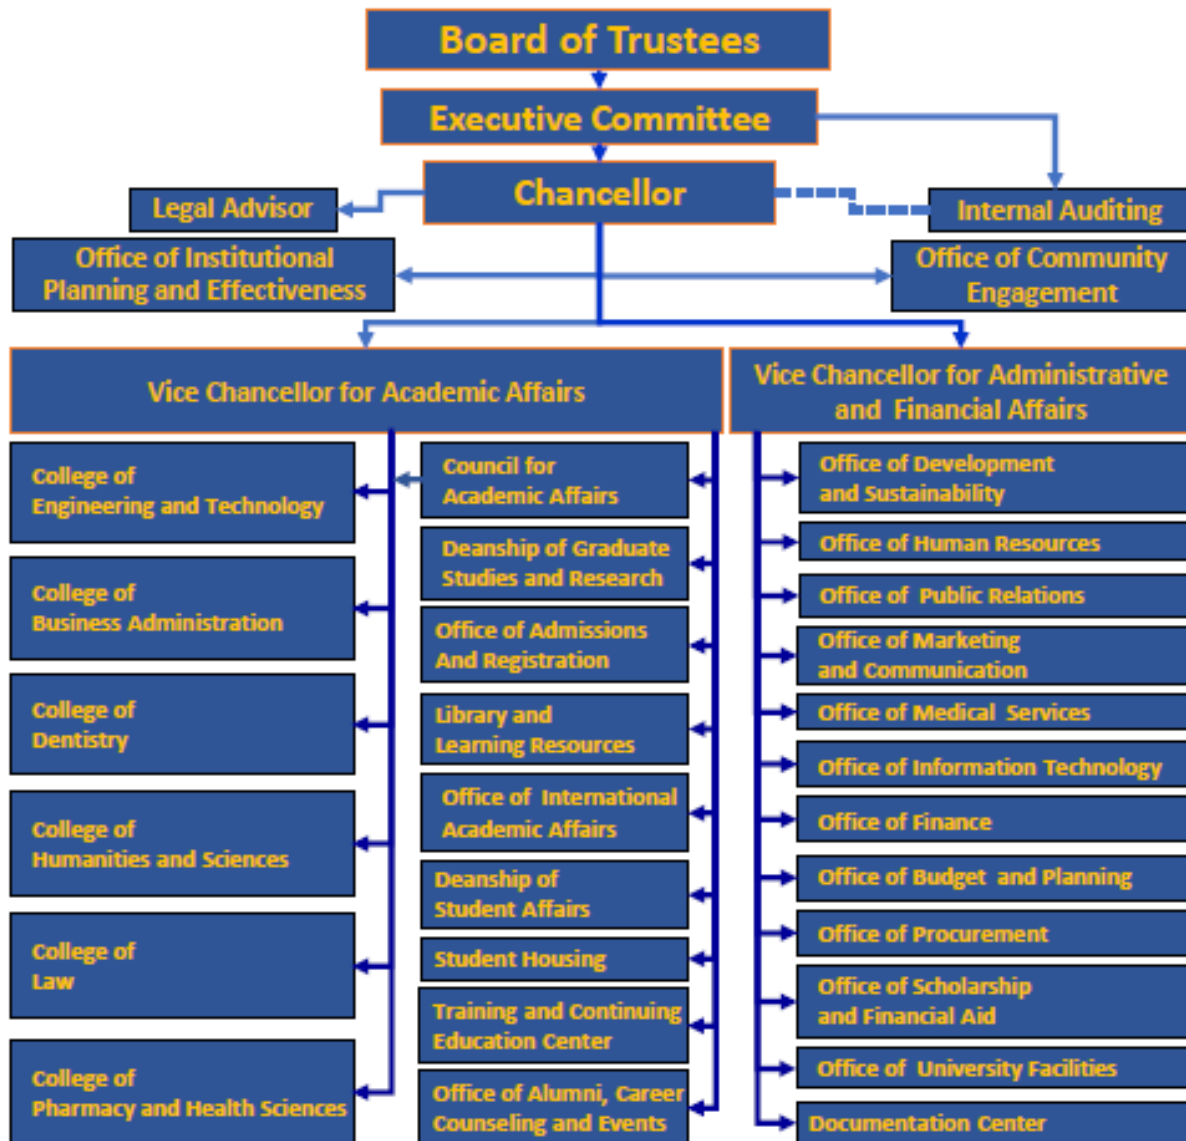 Board of Trustees
Executive Committee
Chancellor
Legal Advisor
Internal Auditing
Office of Institutional
Planning and Effectiveness
Office of Community
Engagement
Vice Chancellor for Academic Affairs
Vice Chancellor for Administrative
and Financial Affairs
College of
Engineering and Technology
College of
Business Administration
College of
Dentistry
College of
Humanities and Sciences
College of
Law
College of
Pharmacy and Health Sciences
Council for
Academic Affairs
Deanship of Graduate
Studies and Research
Office of Admissions
And Registration
Library and
Learning Resources
Office of International
Academic Affairs
Deanship of
Student Affairs
Student Housing
Training and Continuing
Education Center
Office of Alumni, Career
Counseling and Events
Office of Development
and Sustainability
Office of Human Resources
Office of Public Relations
Office of Marketing
and Communication
Office of Medical Services
Office of Information Technology
Office of Finance
Office of Budget and Planning
Office of Procurement
Office of Scholarship
and Financial Aid
Office of University Facilities
Documentation Center